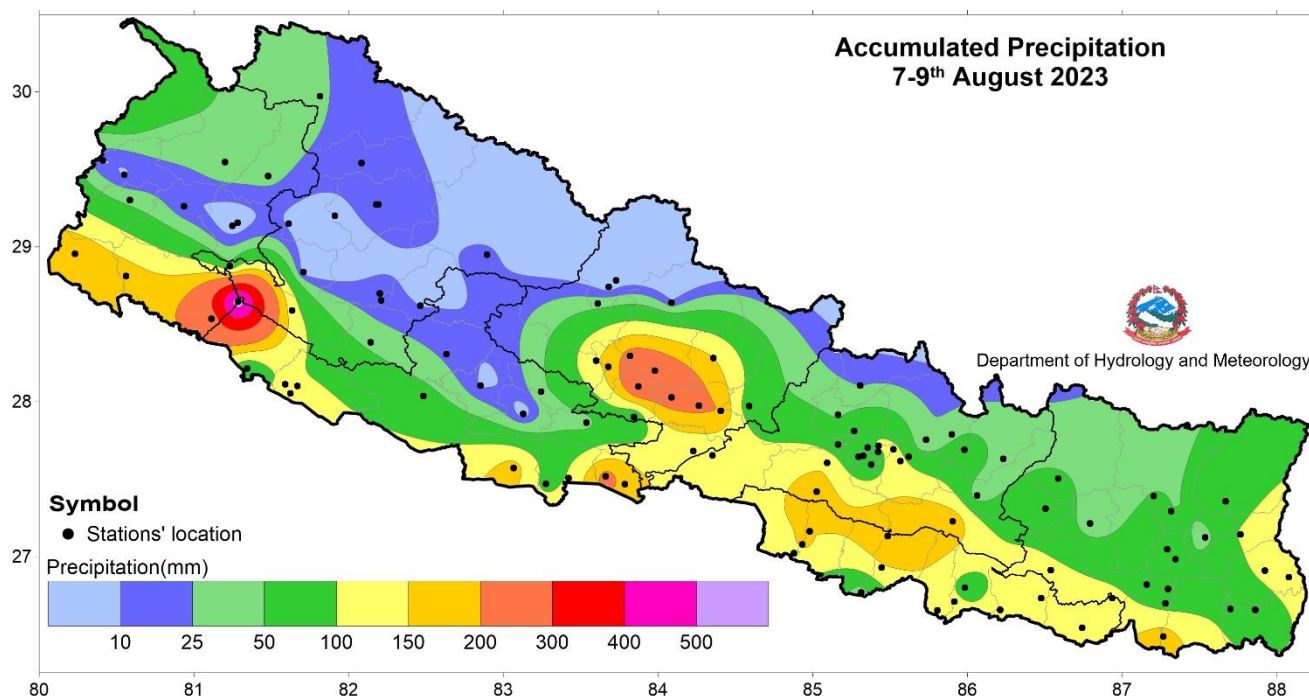 Accumulated Precipitation
7-9th August 2023
30
29
28
27
Department of Hydrology and Meteorology
Symbol
Stations' location
Precipitation(mm)
10 25 50 100 150 200 300 400 500
80 81 82 83 84 85 86 87 88